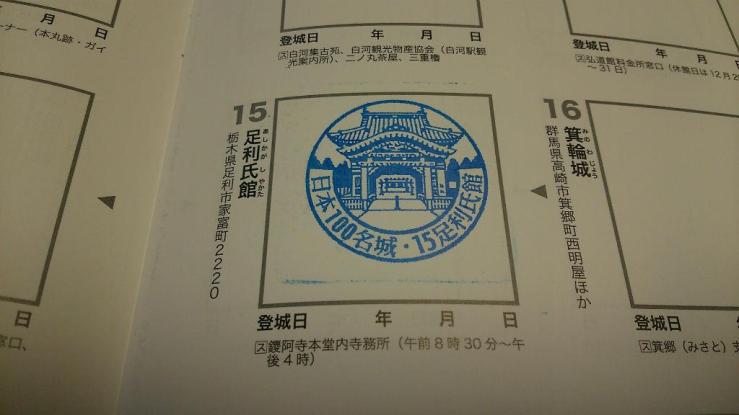 月 日
ーナー（本丸跡・ガイ
登城日 年 月 日
ス白河集古苑、白河観光物産協会（白河駅観
光案内所）、二ノ丸茶屋、三重櫓
登城日 年
ス弘道館料金所窓口（休館日は12月2
～31日）
15
足利氏館
あしかがしやかた
栃木県足利市家富町2220
日本100名城・15足利氏館
登城日 年 月 日
ス鑁阿寺本堂内寺務所（午前8時30分～午
後4時）
16
箕輪城
みのわじょう
群馬県高崎市箕郷町西明屋ほか
登城日
ス箕郷（みさと）支
日
窓口、